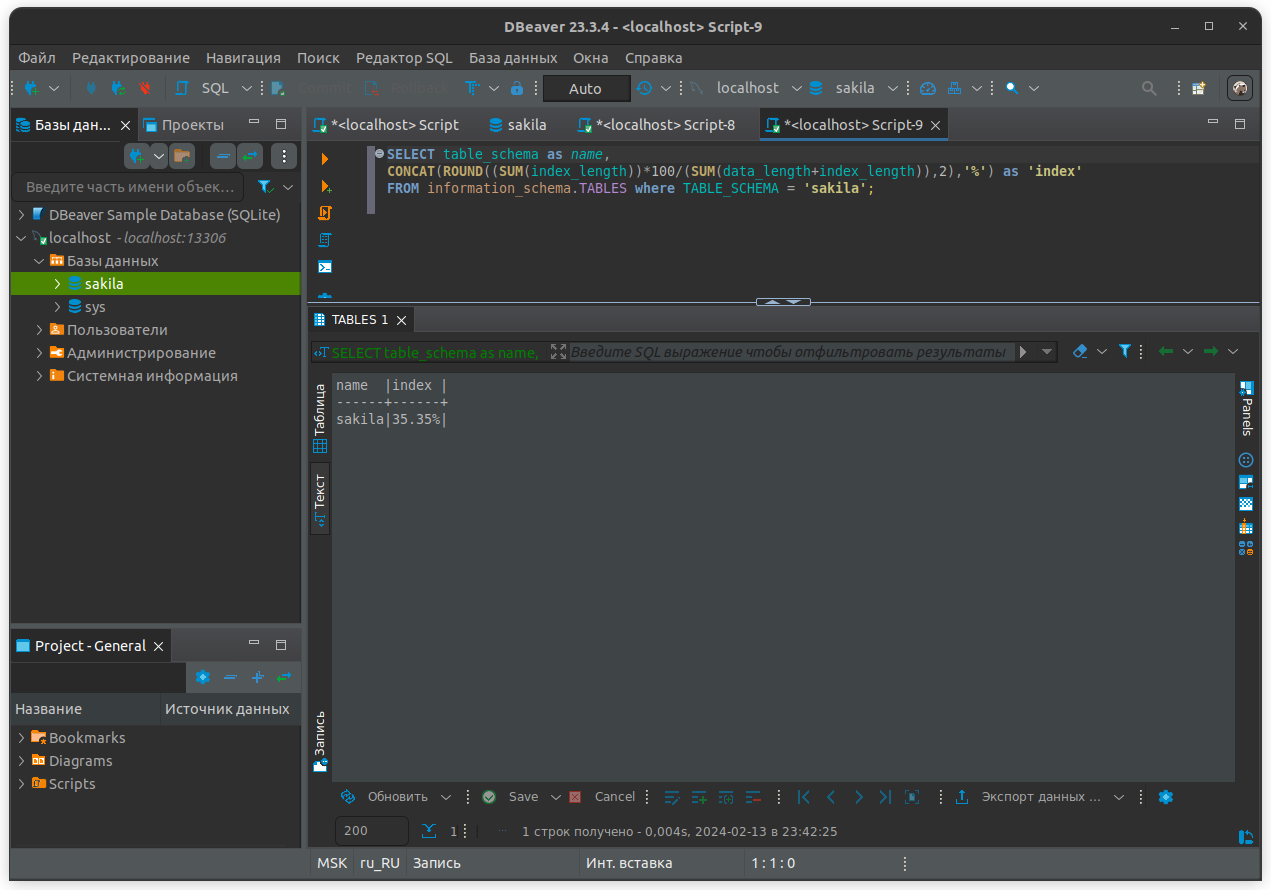 DBeaver 23.3.4 - <localhost> Script-9
Файл Редактирование Навигация Поиск Редактор SQL База данных Окна Справка
SQL Commit Rollback Auto localhost sakila
Базы дан... Проекты
*<localhost> Script sakila *<localhost> Script-8 *<localhost> Script-9
Введите часть имени объек...
DBeaver Sample Database (SQLite)
localhost - localhost:13306
Базы данных
sakila
sys
Пользователи
Администрирование
Системная информация
SELECT table_schema as name,
CONCAT(ROUND((SUM(index_length))*100/(SUM(data_length+index_length)),2),'%') as 'index'
FROM information_schema.TABLES where TABLE_SCHEMA = 'sakila';
TABLES 1
SELECT table_schema as name, Введите SQL выражение чтобы отфильтровать результаты
Таблица
Текст
Запись
name  |index |
------+------+
sakila|35.35%|
Panels
Project - General
Название Источник данных
Bookmarks
Diagrams
Scripts
Обновить Save Cancel Экспорт данных ...
200 1 ... 1 строк получено - 0,004s, 2024-02-13 в 23:42:25
MSK ru_RU Запись Инт. вставка 1 : 1 : 0